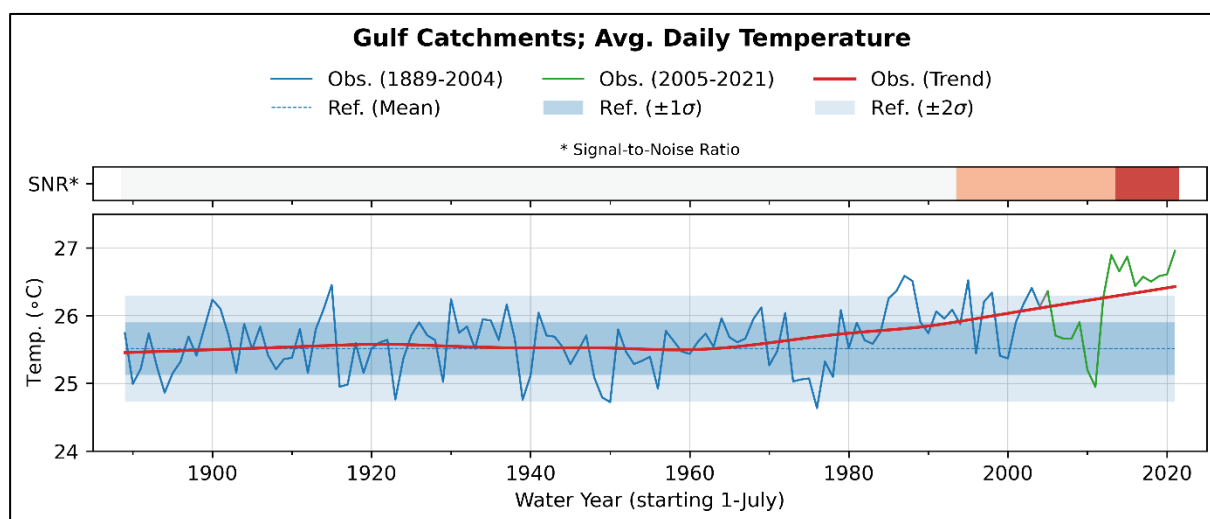 Gulf Catchments; Avg. Daily Temperature
Obs. (1889-2004) Obs. (2005-2021) Obs. (Trend)
Ref. (Mean) Ref. (±1σ) Ref. (±2σ)
* Signal-to-Noise Ratio
SNR*
27
26
25
24
Temp. (∘C)
1900 1920 1940 1960 1980 2000 2020
Water Year (starting 1-July)